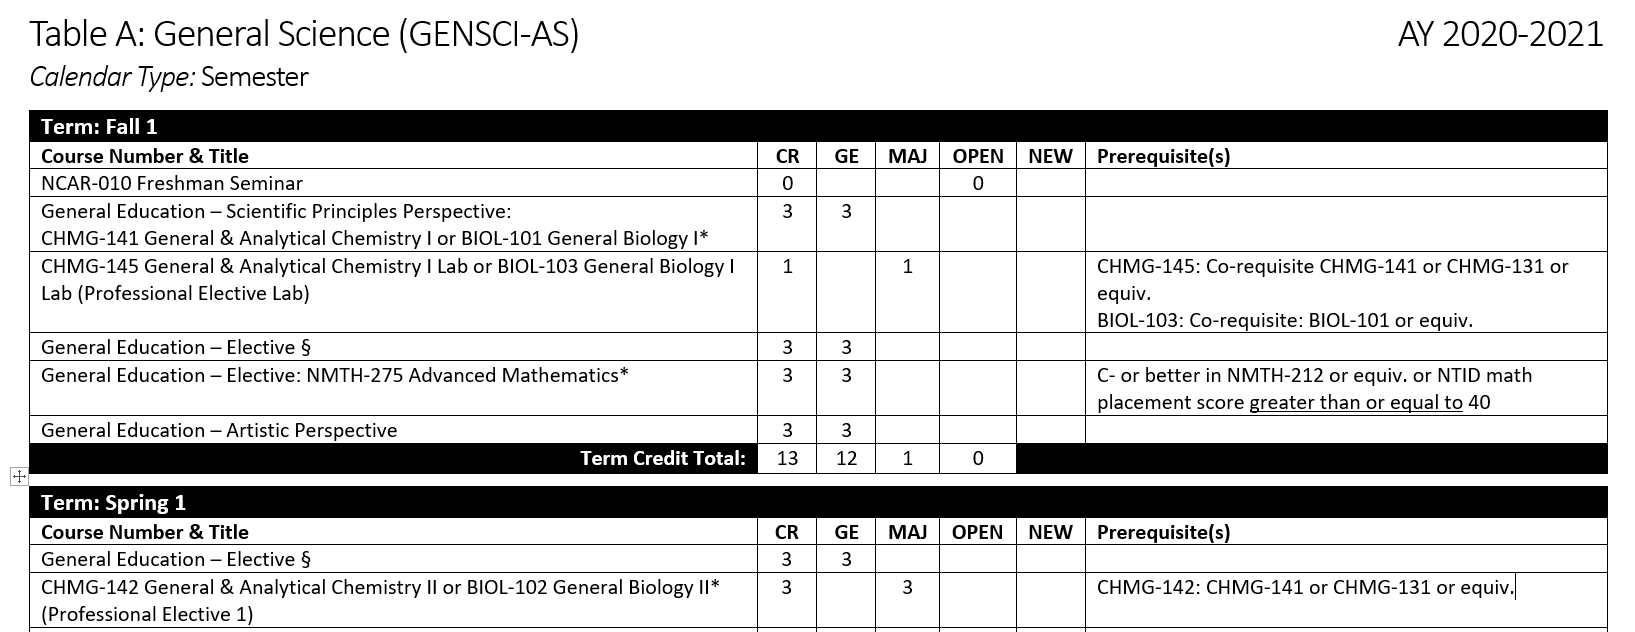 Table A: General Science (GENSCI-AS) AY 2020-2021
Calendar Type: Semester
Term: Fall 1
Course Number & Title CR GE MAJ OPEN NEW Prerequisite(s)
NCAR-010 Freshman Seminar 0 0
General Education – Scientific Principles Perspective: 3 3
CHMG-141 General & Analytical Chemistry I or BIOL-101 General Biology I*
CHMG-145 General & Analytical Chemistry I Lab or BIOL-103 General Biology I 1 1 CHMG-145: Co-requisite CHMG-141 or CHMG-131 or
Lab (Professional Elective Lab) equiv.
BIOL-103: Co-requisite: BIOL-101 or equiv.
General Education – Elective § 3 3
General Education – Elective: NMTH-275 Advanced Mathematics* 3 3 C- or better in NMTH-212 or equiv. or NTID math
placement score greater than or equal to 40
General Education – Artistic Perspective 3 3
Term Credit Total: 13 12 1 0
Term: Spring 1
Course Number & Title CR GE MAJ OPEN NEW Prerequisite(s)
General Education – Elective § 3 3
CHMG-142 General & Analytical Chemistry II or BIOL-102 General Biology II* 3 3 CHMG-142: CHMG-141 or CHMG-131 or equiv.
(Professional Elective 1)